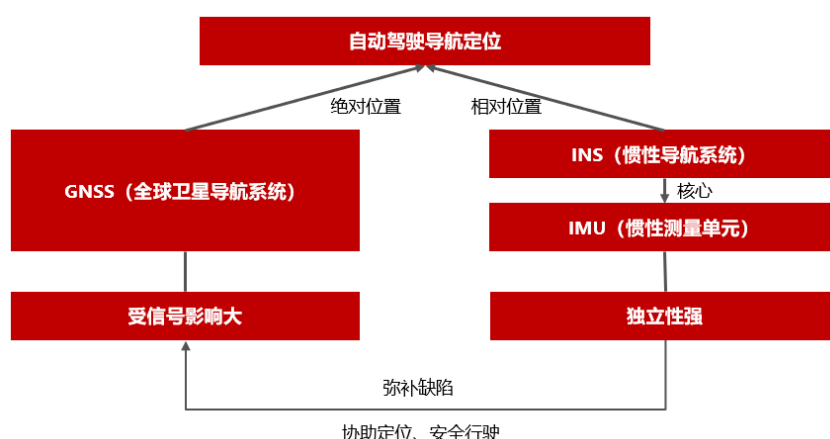 自动驾驶导航定位
绝对位置
相对位置
GNSS（全球卫星导航系统）
INS（惯性导航系统）
核心
IMU（惯性测量单元）
受信号影响大
独立性强
弥补缺陷
协助定位、安全行驶